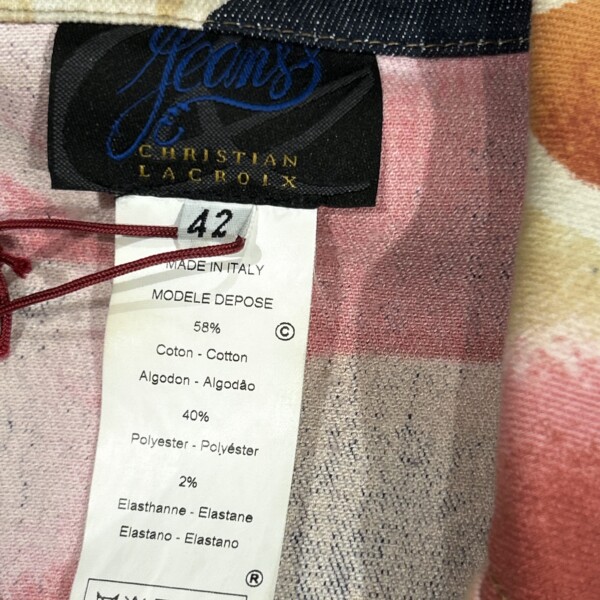 Jeans
CHRISTIAN
LACROIX
42
MADE IN ITALY
MODELE DEPOSE
58%
©
Coton - Cotton
Algodon - Algodão
40%
Polyester - Polyéster
2%
Elasthanne - Elastane
Elastano - Elastano
®